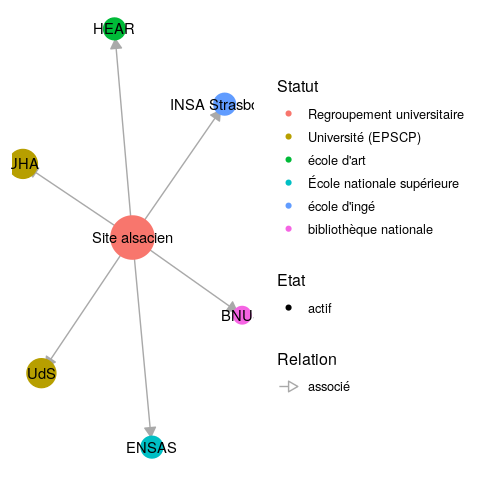 HEAR
INSA Strasbo
JHA
Site alsacien
BNU
UdS
ENSAS
Statut
Regroupement universitaire
Université (EPSCP)
école d'art
École nationale supérieure
école d'ingé
bibliothèque nationale
Etat
actif
Relation
associé